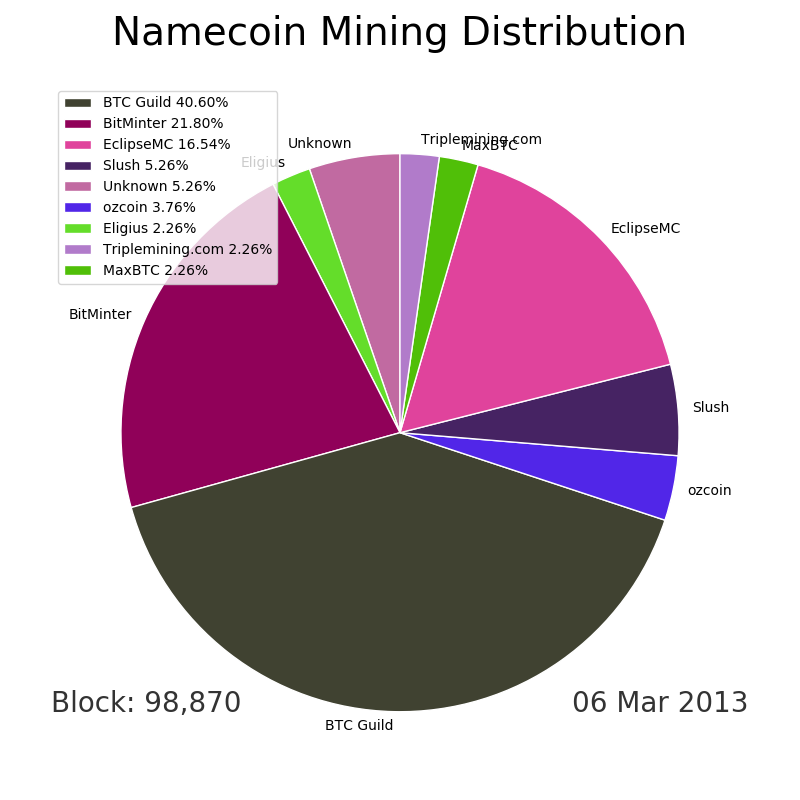 Namecoin Mining Distribution
BTC Guild 40.60%
BitMinter 21.80%
EclipseMC 16.54%
Slush 5.26%
Unknown 5.26%
ozcoin 3.76%
Eligius 2.26%
Triplemining.com 2.26%
MaxBTC 2.26%
Triplemining.com
MaxBTC
Unknown
Eligius
EclipseMC
BitMinter
Slush
ozcoin
Block: 98,870
06 Mar 2013
BTC Guild